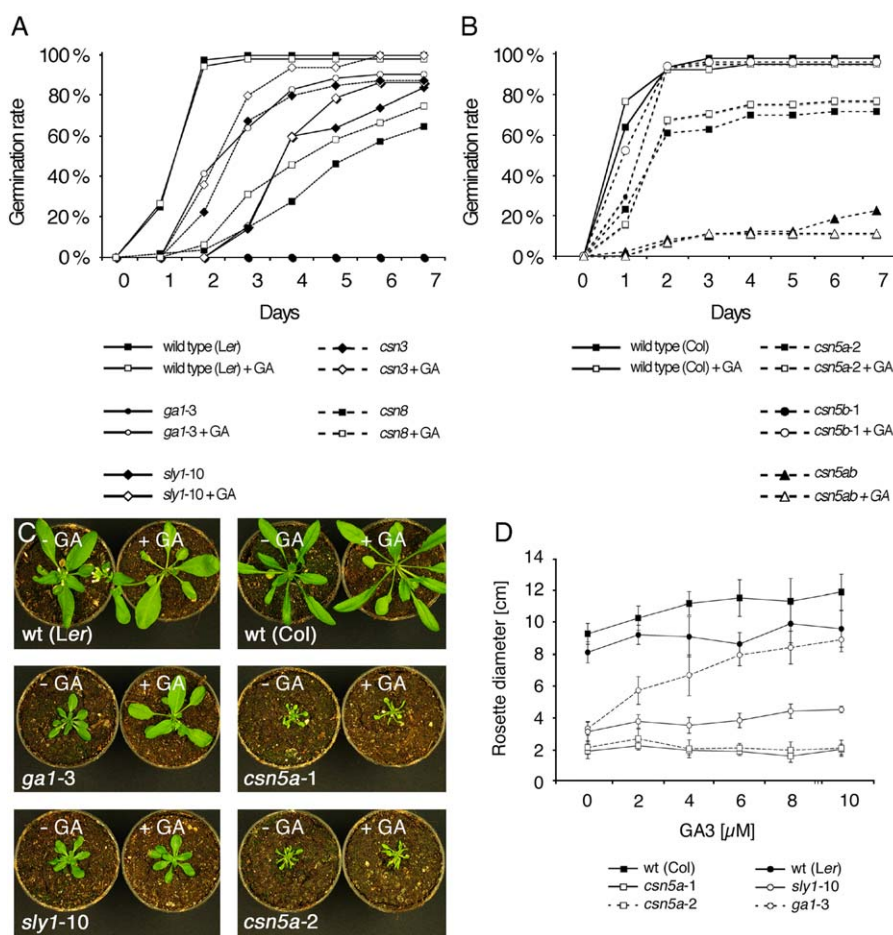 A
100 %
80 %
60 %
40 %
20 %
0 %
Germination rate
0 1 2 3 4 5 6 7
Days
wild type (Ler)
wild type (Ler) + GA
ga1-3
ga1-3 + GA
sly1-10
sly1-10 + GA
csn3
csn3 + GA
csn8
csn8 + GA
B
100 %
80 %
60 %
40 %
20 %
0 %
Germination rate
0 1 2 3 4 5 6 7
Days
wild type (Col)
wild type (Col) + GA
csn5a-2
csn5a-2 + GA
csn5b-1
csn5b-1 + GA
csn5ab
csn5ab + GA
C
- GA + GA
wt (Ler)
- GA + GA
wt (Col)
- GA + GA
ga1-3
- GA + GA
csn5a-1
- GA + GA
sly1-10
- GA + GA
csn5a-2
D
14
12
10
8
6
4
2
0
Rosette diameter [cm]
0 2 4 6 8 10
GA3 [µM]
wt (Col)
csn5a-1
csn5a-2
wt (Ler)
sly1-10
ga1-3